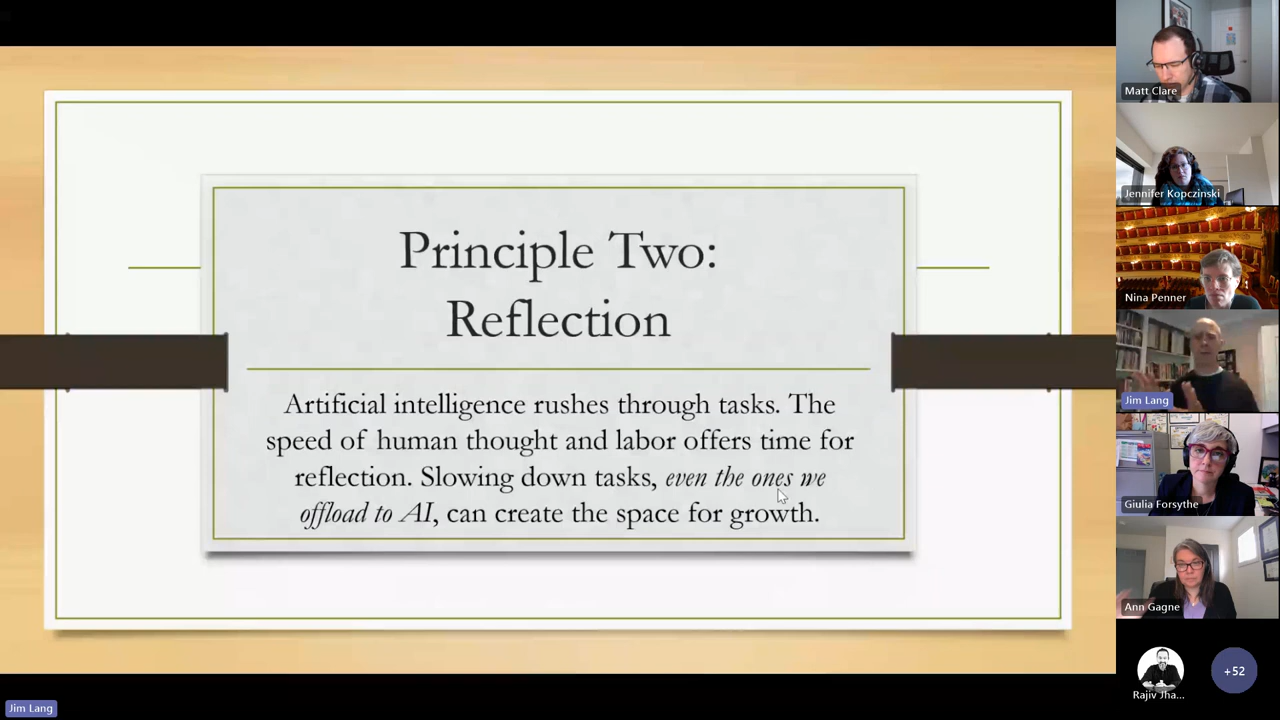 Principle Two:
Reflection
Artificial intelligence rushes through tasks. The
speed of human thought and labor offers time for
reflection. Slowing down tasks, even the ones we
offload to AI, can create the space for growth.
Matt Clare
Jennifer Kopczinski
Nina Penner
Jim Lang
Giulia Forsythe
Ann Gagne
Rajiv Jha...
+52
Jim Lang